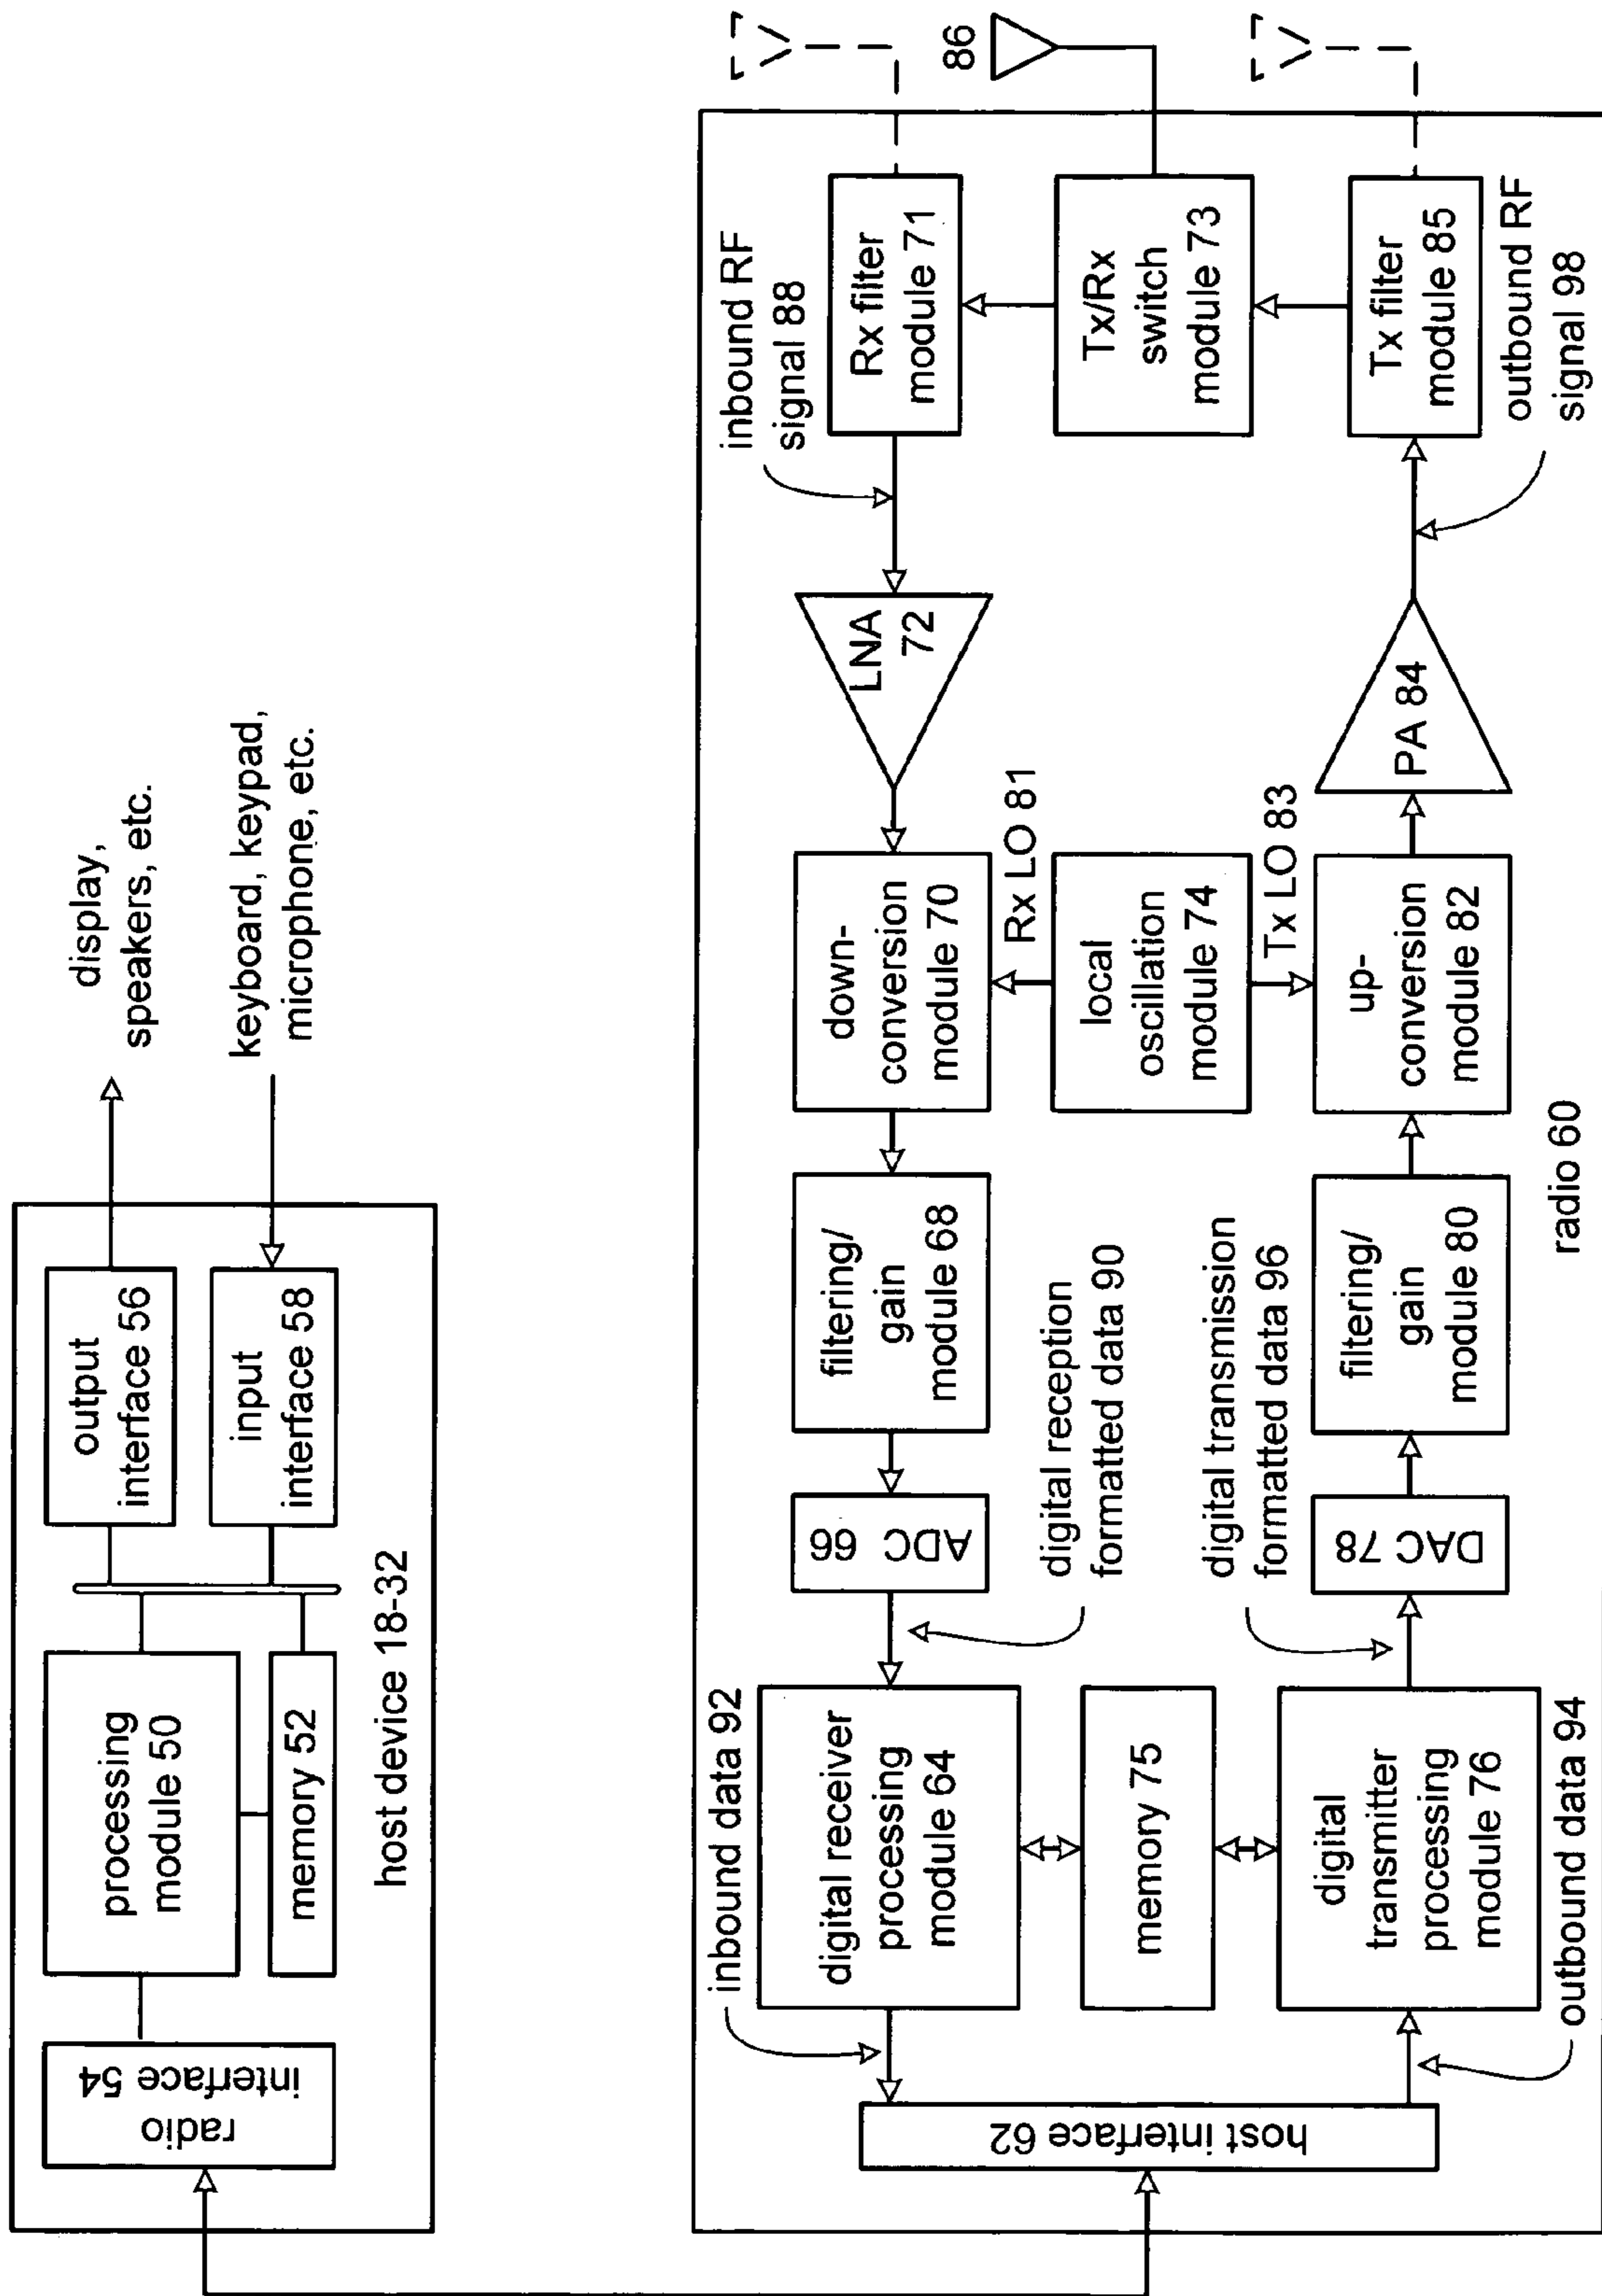 display,
speakers, etc.
keyboard, keypad,
microphone, etc.
output
interface 56
input
interface 58
processing
module 50
memory 52
radio
interface 54
host device 18-32
86
inbound RF
signal 88
Rx filter
module 71
Tx/Rx
switch
module 73
Tx filter
module 85
outbound RF
signal 98
LNA
72
PA 84
down-
conversion
module 70
Rx LO 81
local
oscillation
module 74
Tx LO 83
up-
conversion
module 82
filtering/
gain
module 68
filtering/
gain
module 80
radio 60
ADC 66
digital reception
formatted data 90
digital transmission
formatted data 96
DAC 78
inbound data 92
digital receiver
processing
module 64
memory 75
digital
transmitter
processing
module 76
outbound data 94
host interface 62